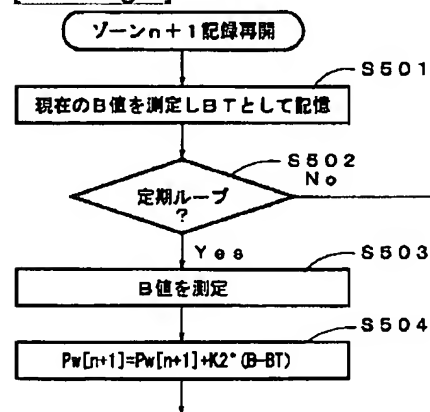 ゾーンn+1記録再開
S501
現在のB値を測定しBTとして記憶
S502
No
定期ループ
?
Yes
S503
B値を測定
S504
Pw[n+1]=Pw[n+1]+K2*(B-BT)